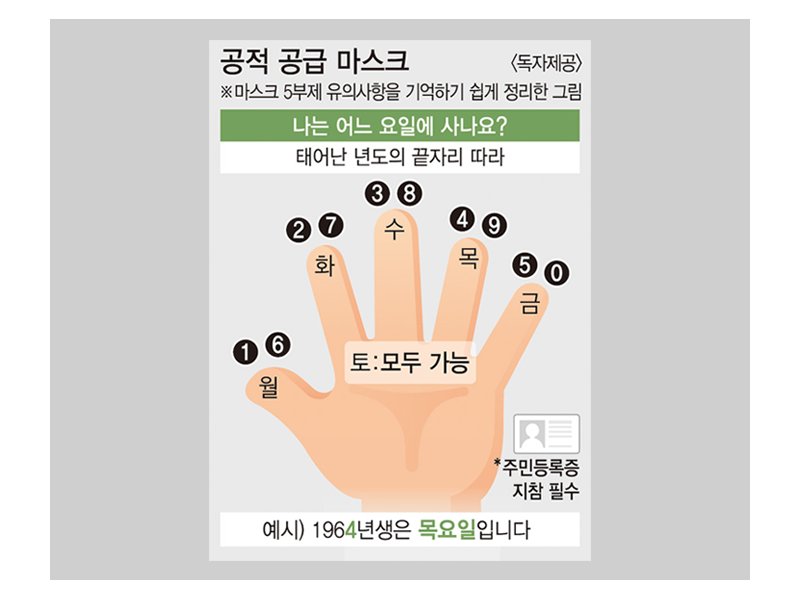 공적 공급 마스크
〈독자제공〉
※마스크 5부제 유의사항을 기억하기 쉽게 정리한 그림
나는 어느 요일에 사나요?
태어난 년도의 끝자리 따라
3 8
2 7
4 9
수
화
목
5 0
금
1 6
월
토:모두 가능
*주민등록증
지참 필수
예시) 1964년생은 목요일입니다